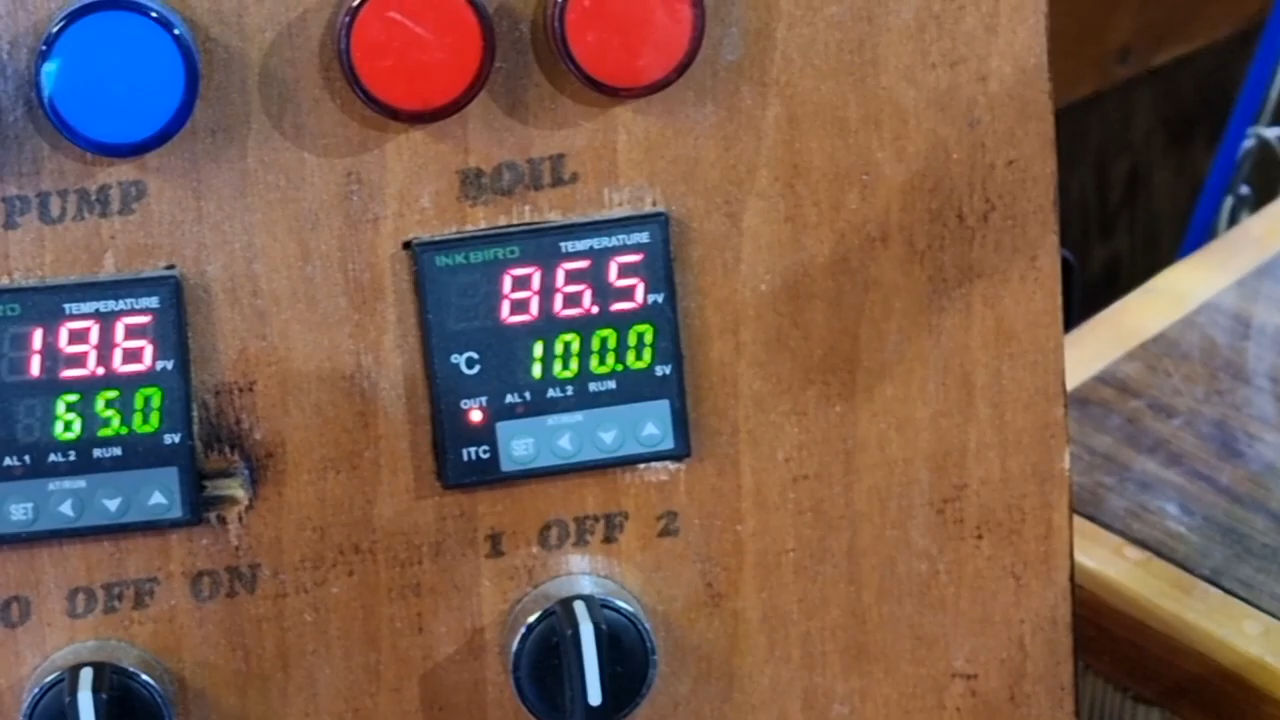 PUMP
BOIL
RD TEMPERATURE
19.6 PV
65.0 SV
AL1 AL2 RUN
AT/RUN
SET
INKBIRD TEMPERATURE
86.5 PV
°C 100.0 SV
OUT AL1 AL2 RUN
AT/RUN
ITC SET
1 OFF 2
O OFF ON